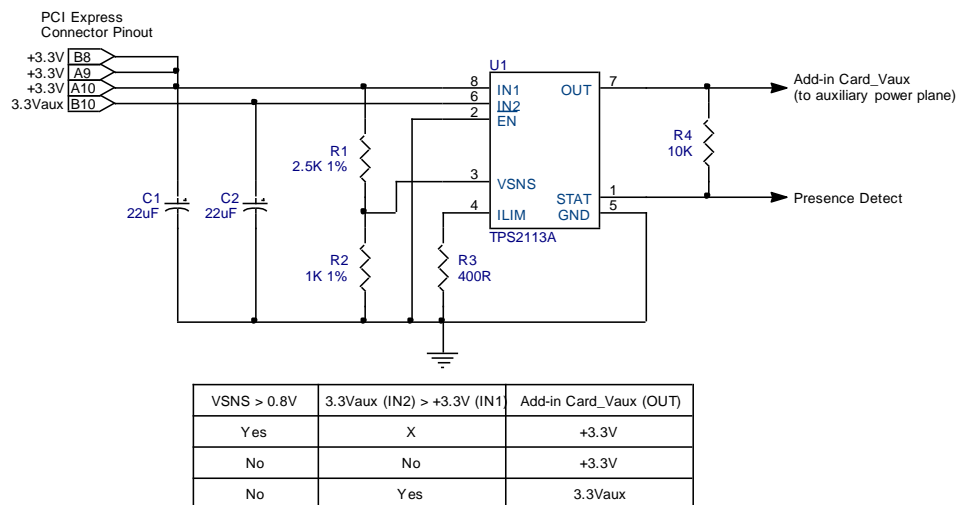 PCI Express
Connector Pinout
+3.3V B8
+3.3V A9
+3.3V A10
3.3Vaux B10
U1
8 IN1 OUT 7
6 IN2
2 EN
3 VSNS
4 ILIM
STAT 1
GND 5
TPS2113A
Add-in Card_Vaux
(to auxiliary power plane)
R4
10K
Presence Detect
R1
2.5K 1%
C1
22uF
C2
22uF
R2
1K 1%
R3
400R
VSNS > 0.8V 3.3Vaux (IN2) > +3.3V (IN1) Add-in Card_Vaux (OUT)
Yes X +3.3V
No No +3.3V
No Yes 3.3Vaux